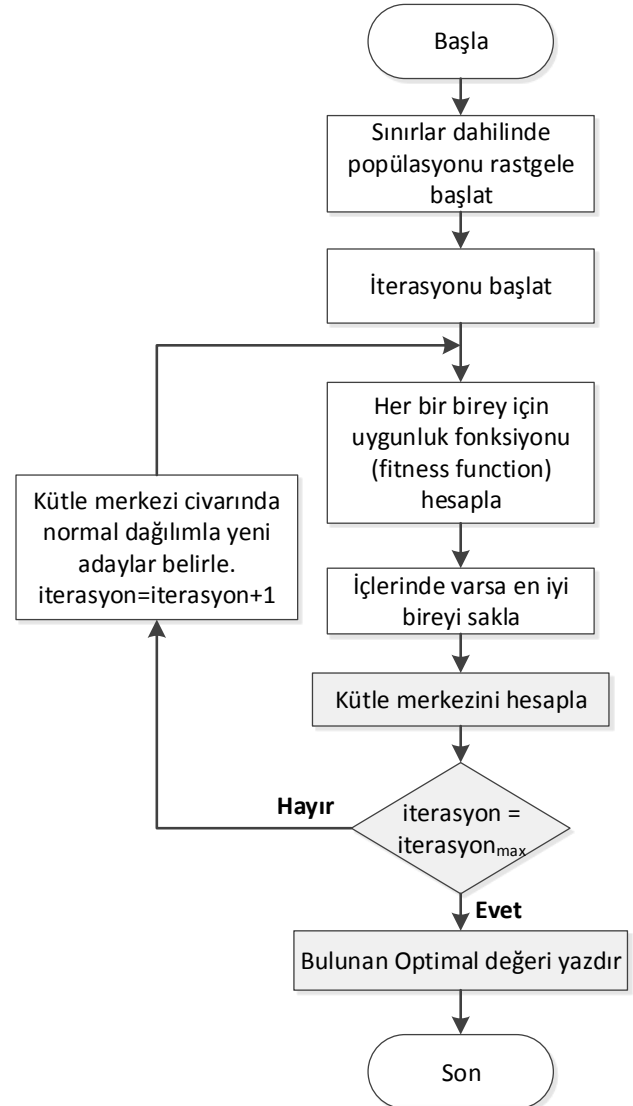 Başla
Sınırlar dahilinde
popülasyonu rastgele
başlat
İterasyonu başlat
Her bir birey için
uygunluk fonksiyonu
(fitness function)
hesapla
Kütle merkezi civarında
normal dağılımla yeni
adaylar belirle.
iterasyon=iterasyon+1
İçlerinde varsa en iyi
bireyi sakla
Kütle merkezini hesapla
Hayır
iterasyon =
iterasyonmax
Evet
Bulunan Optimal değeri yazdır
Son